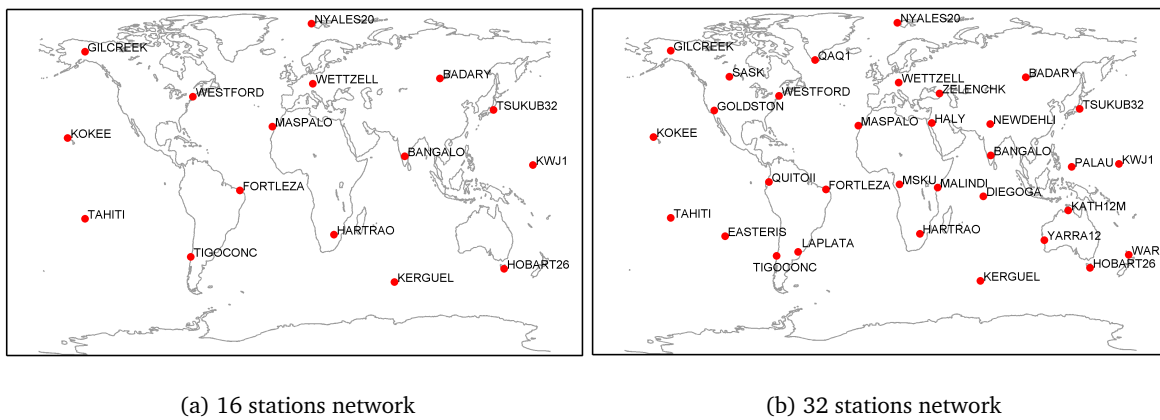 NYALES20
GILCREEK
WETTZELL
BADARY
WESTFORD
TSUKUB32
MASPALO
KOKEE
BANGALO
KWJ1
FORTLEZA
TAHITI
HARTRAO
TIGOCONC
HOBART26
KERGUEL
(a) 16 stations network
NYALES20
GILCREEK
QAQ1
SASK
WETTZELL
BADARY
ZELENCHK
WESTFORD
GOLDSTON
TSUKUB32
MASPALO
HALY
NEWDEHLI
KOKEE
BANGALO
PALAU
KWJ1
QUITOII
MSKU
MALINDI
FORTLEZA
DIEGOGA
KATH12M
TAHITI
EASTERIS
HARTRAO
YARRA12
LAPLATA
WAR
TIGOCONC
HOBART26
KERGUEL
(b) 32 stations network